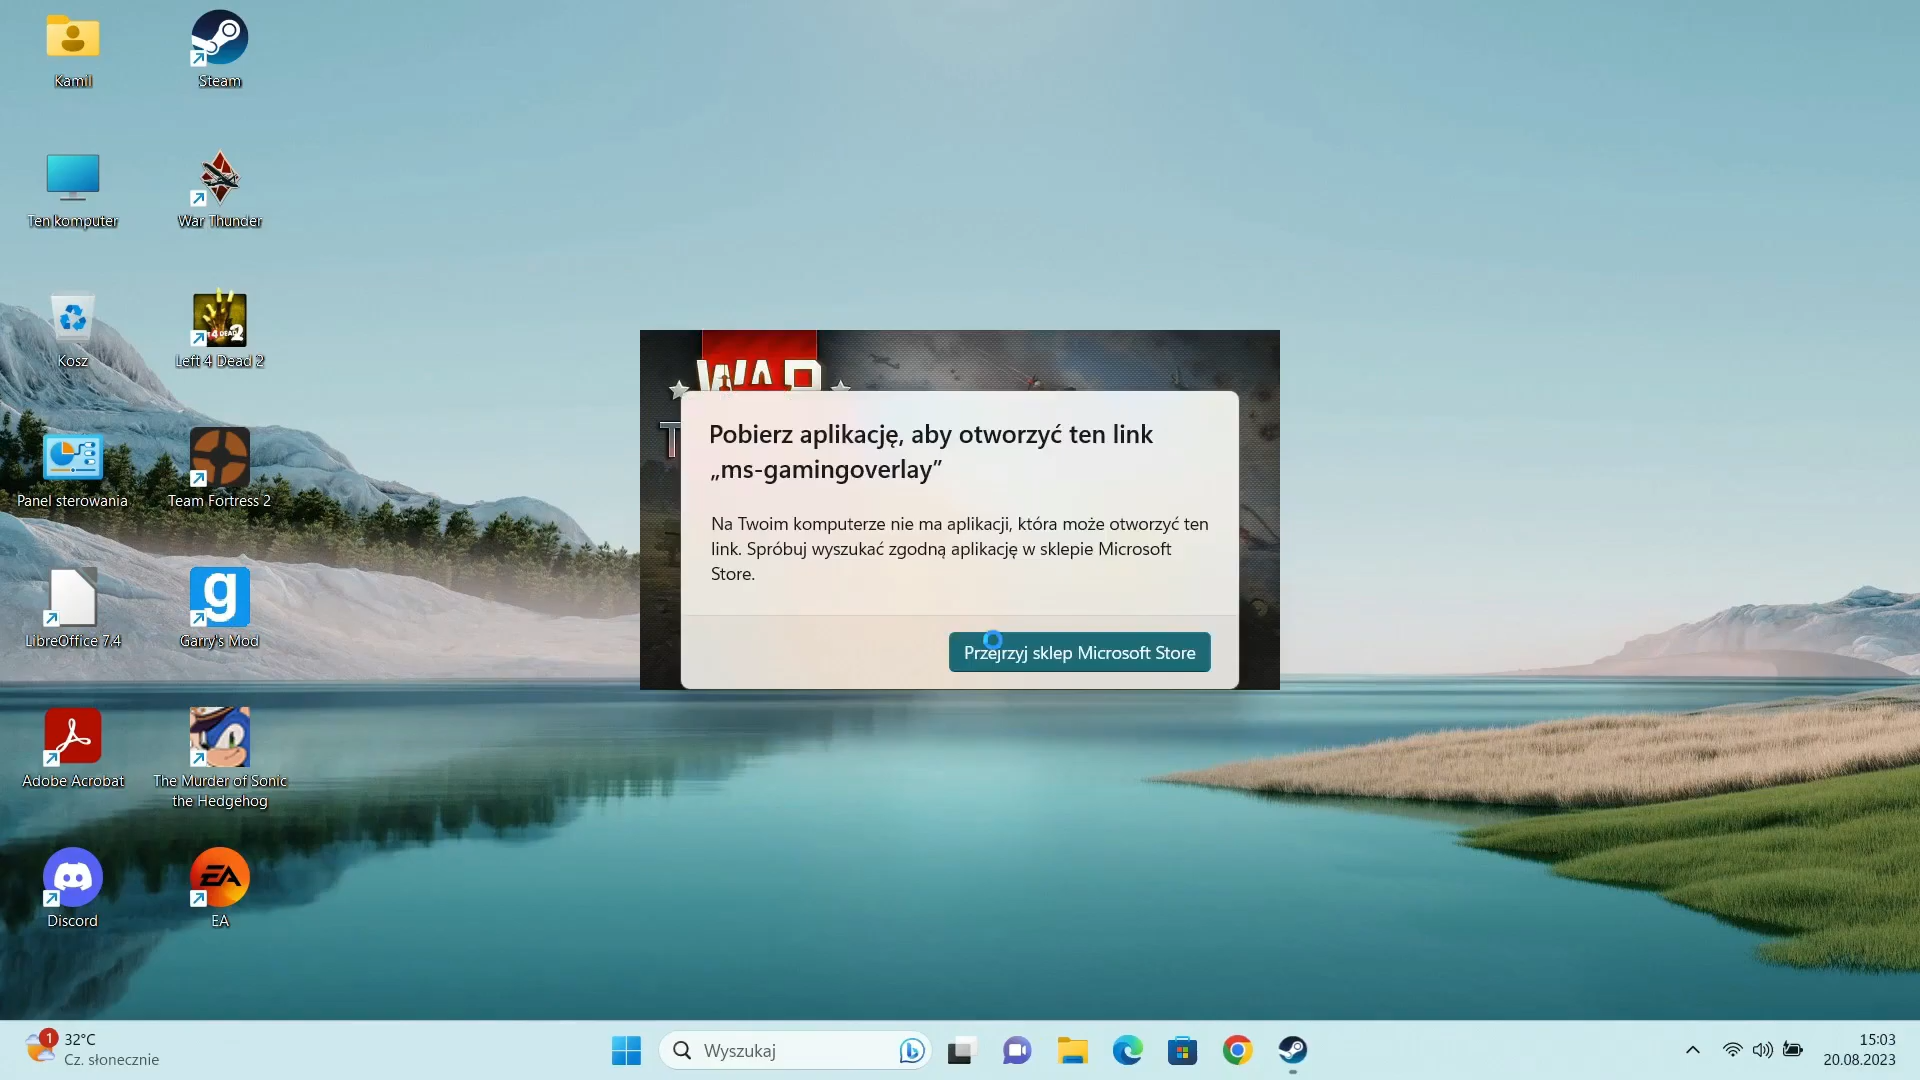 Kamil
Steam
Ten komputer
War Thunder
Kosz
Left 4 Dead 2
Panel sterowania
Team Fortress 2
LibreOffice 7.4
Garry's Mod
Adobe Acrobat
The Murder of Sonic
the Hedgehog
Discord
EA
WAR
T
Pobierz aplikację, aby otworzyć ten link
„ms-gamingoverlay”
Na Twoim komputerze nie ma aplikacji, która może otworzyć ten
link. Spróbuj wyszukać zgodną aplikację w sklepie Microsoft
Store.
Przejrzyj sklep Microsoft Store
1
32°C
Cz. słonecznie
Wyszukaj
15:03
20.08.2023